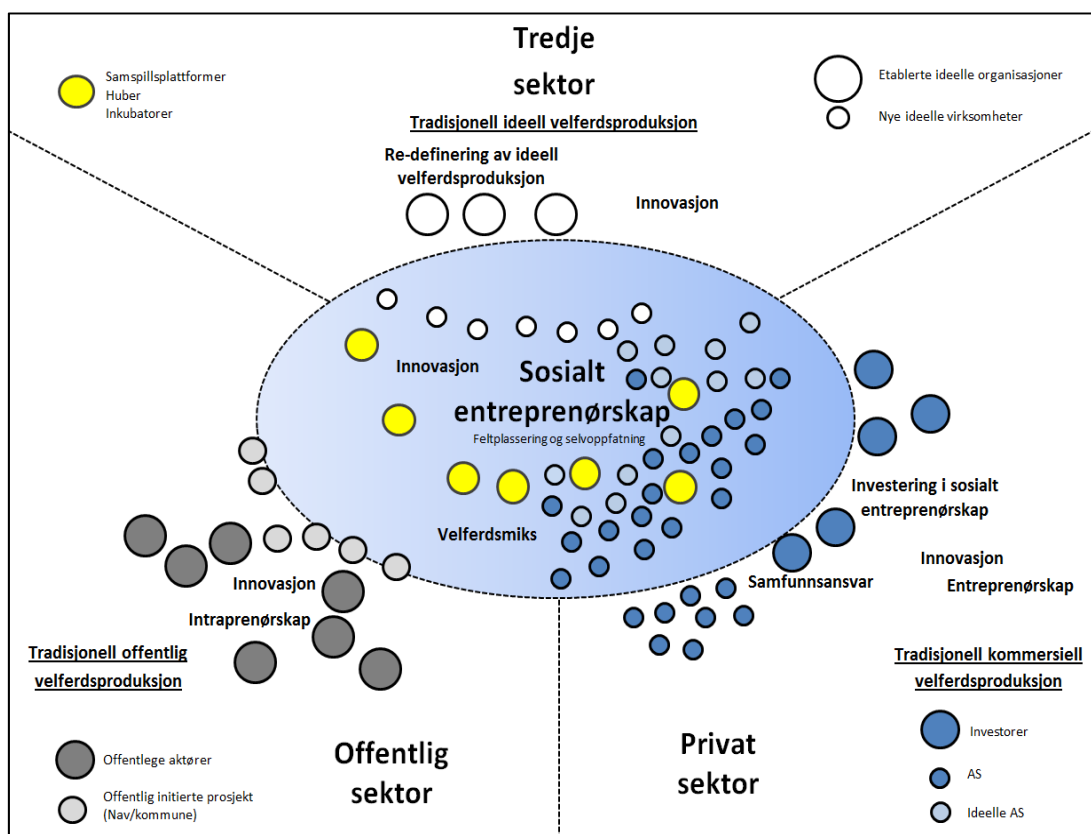 Tredje
sektor
Samspillsplattformer
Huber
Inkubatorer
Etablerte ideelle organisasjoner
Nye ideelle virksomheter
Tradisjonell ideell velferdsproduksjon
Re-definering av ideell
velferdsproduksjon
Innovasjon
Innovasjon
Sosialt
entreprenørskap
Feltplassering og selvoppfatning
Velferdsmiks
Investering i sosialt
entreprenørskap
Innovasjon
Entreprenørskap
Samfunnsansvar
Innovasjon
Intraprenørskap
Tradisjonell offentlig
velferdsproduksjon
Tradisjonell kommersiell
velferdsproduksjon
Offentlig
sektor
Privat
sektor
Offentlege aktører
Offentlig initierte prosjekt
(Nav/kommune)
Investorer
AS
Ideelle AS